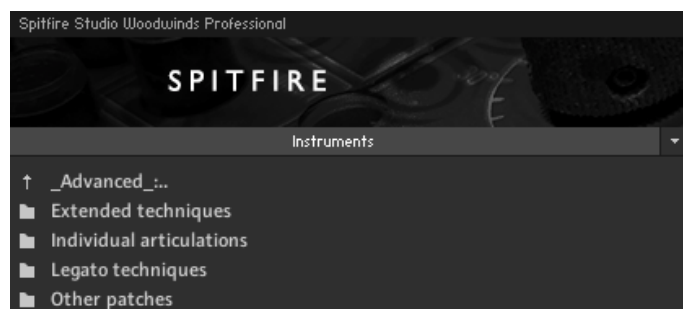 Spitfire Studio Woodwinds Professional
SPITFIRE
Instruments
↑ _Advanced_:..
Extended techniques
Individual articulations
Legato techniques
Other patches